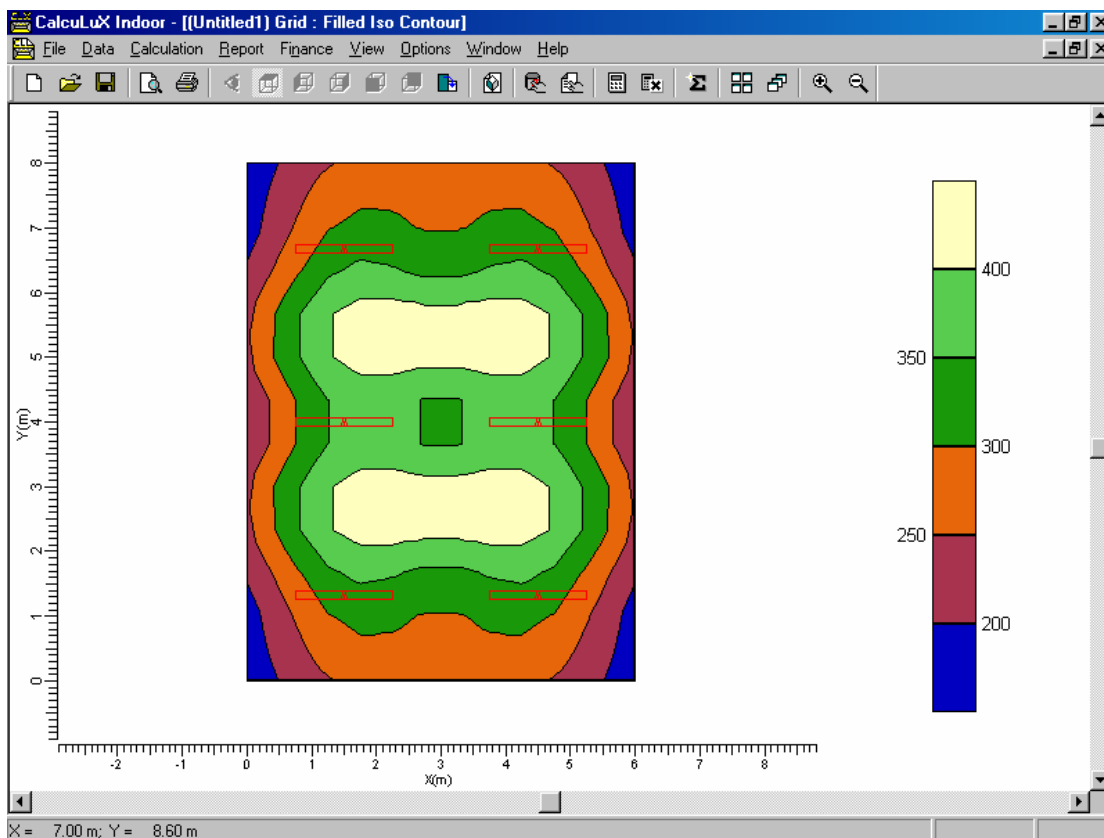 CalcuLuX Indoor - [(Untitled1) Grid : Filled Iso Contour]
File Data Calculation Report Finance View Options Window Help
8
7
6
5
4
3
2
1
0
Y(m)
A A
A A
A A
-2 -1 0 1 2 3 4 5 6 7 8
X(m)
400
350
300
250
200
X = 7.00 m; Y = 8.60 m